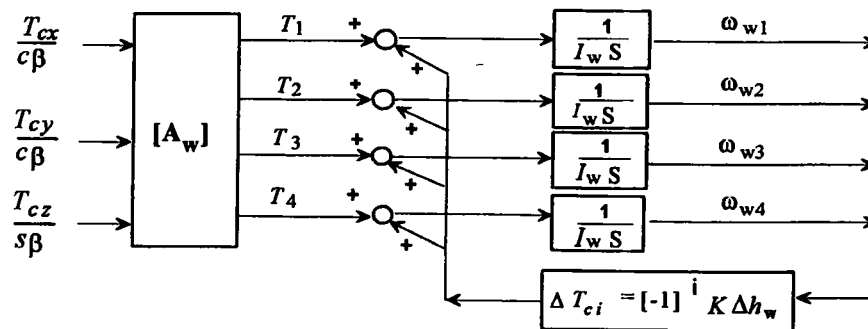 T_cx / cβ
T_cy / cβ
T_cz / sβ
[A_w]
T_1 + +
T_2 + +
T_3 + +
T_4 + +
1 / I_w S
1 / I_w S
1 / I_w S
1 / I_w S
ω_w1
ω_w2
ω_w3
ω_w4
Δ T_ci = [-1]^i K Δh_w